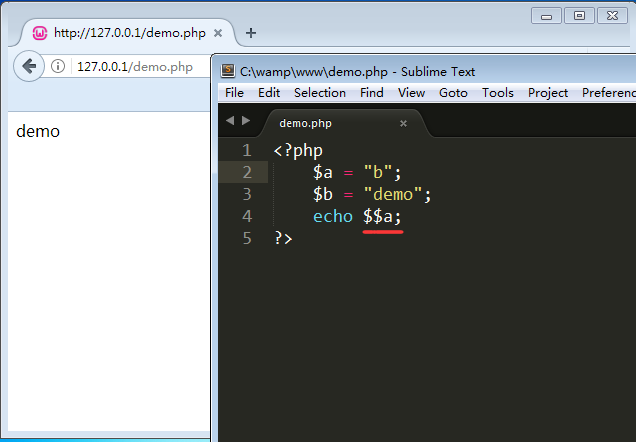 http://127.0.0.1/demo.php
127.0.0.1/demo.php
demo
C:\wamp\www\demo.php - Sublime Text
File Edit Selection Find View Goto Tools Project Preferenc
demo.php
1 <?php
2 $a = "b";
3 $b = "demo";
4 echo $$a;
5 ?>